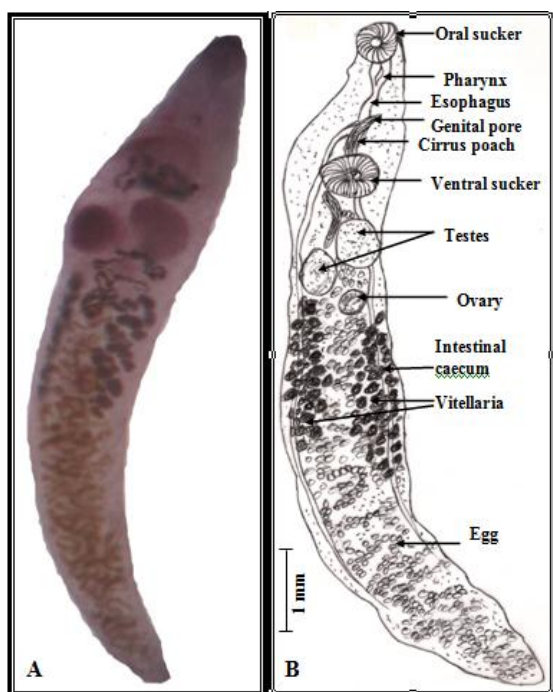 Oral sucker
Pharynx
Esophagus
Genital pore
Cirrus poach
Ventral sucker
Testes
Ovary
Intestinal
caecum
Vitellaria
Egg
1 mm
A
B